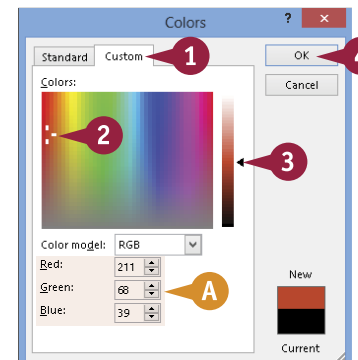 Colors ? ×
Standard Custom 1 OK 4
Colors: Cancel
2
3
Color model: RGB
Red: 211
Green: 68 A New
Blue: 39
Current